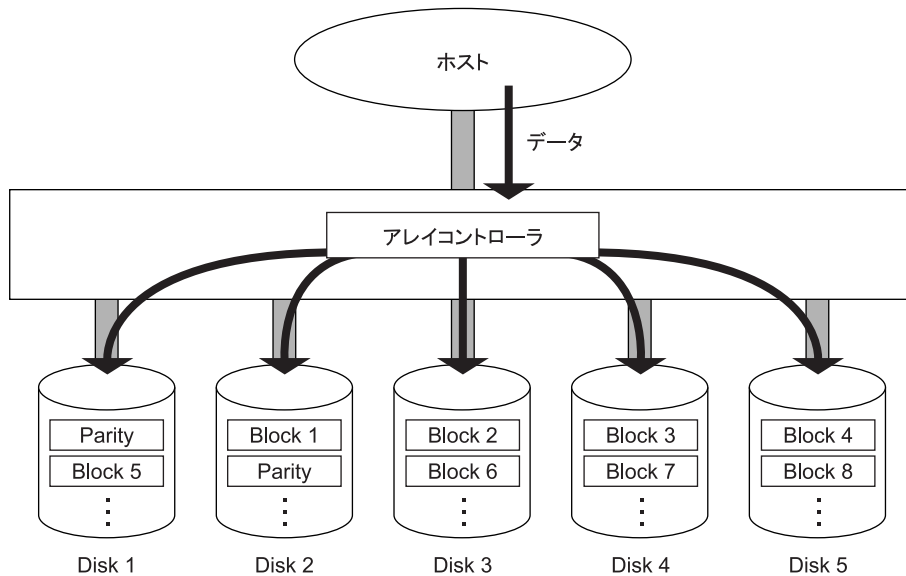 ホスト
データ
アレイコントローラ
Parity Block 1 Block 2 Block 3 Block 4
Block 5 Parity Block 6 Block 7 Block 8
Disk 1 Disk 2 Disk 3 Disk 4 Disk 5